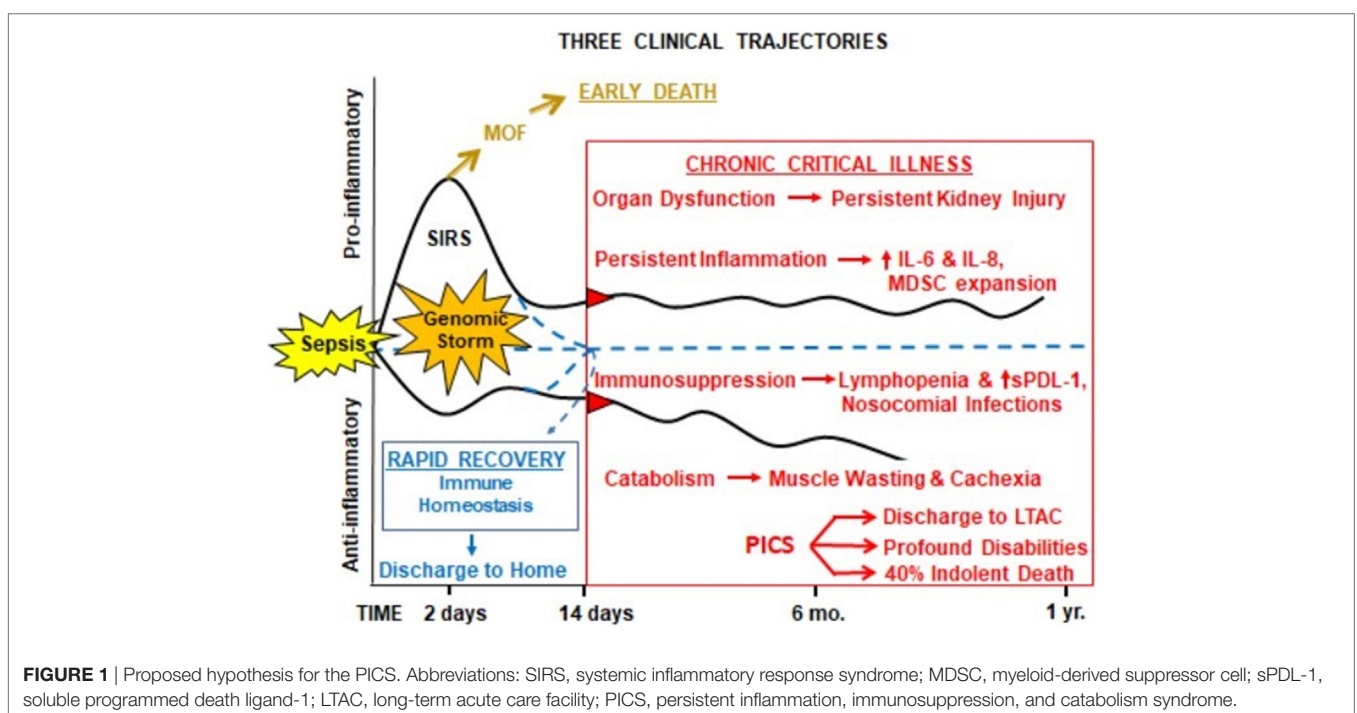 THREE CLINICAL TRAJECTORIES
Pro-inflammatory
Anti-inflammatory
EARLY DEATH
MOF
SIRS
Genomic
Storm
Sepsis
RAPID RECOVERY
Immune
Homeostasis
Discharge to Home
CHRONIC CRITICAL ILLNESS
Organ Dysfunction → Persistent Kidney Injury
Persistent Inflammation → ↑ IL-6 & IL-8,
MDSC expansion
Immunosuppression → Lymphopenia & ↑sPDL-1,
Nosocomial Infections
Catabolism → Muscle Wasting & Cachexia
PICS
Discharge to LTAC
Profound Disabilities
40% Indolent Death
TIME 2 days 14 days 6 mo. 1 yr.
FIGURE 1 | Proposed hypothesis for the PICS. Abbreviations: SIRS, systemic inflammatory response syndrome; MDSC, myeloid-derived suppressor cell; sPDL-1,
soluble programmed death ligand-1; LTAC, long-term acute care facility; PICS, persistent inflammation, immunosuppression, and catabolism syndrome.